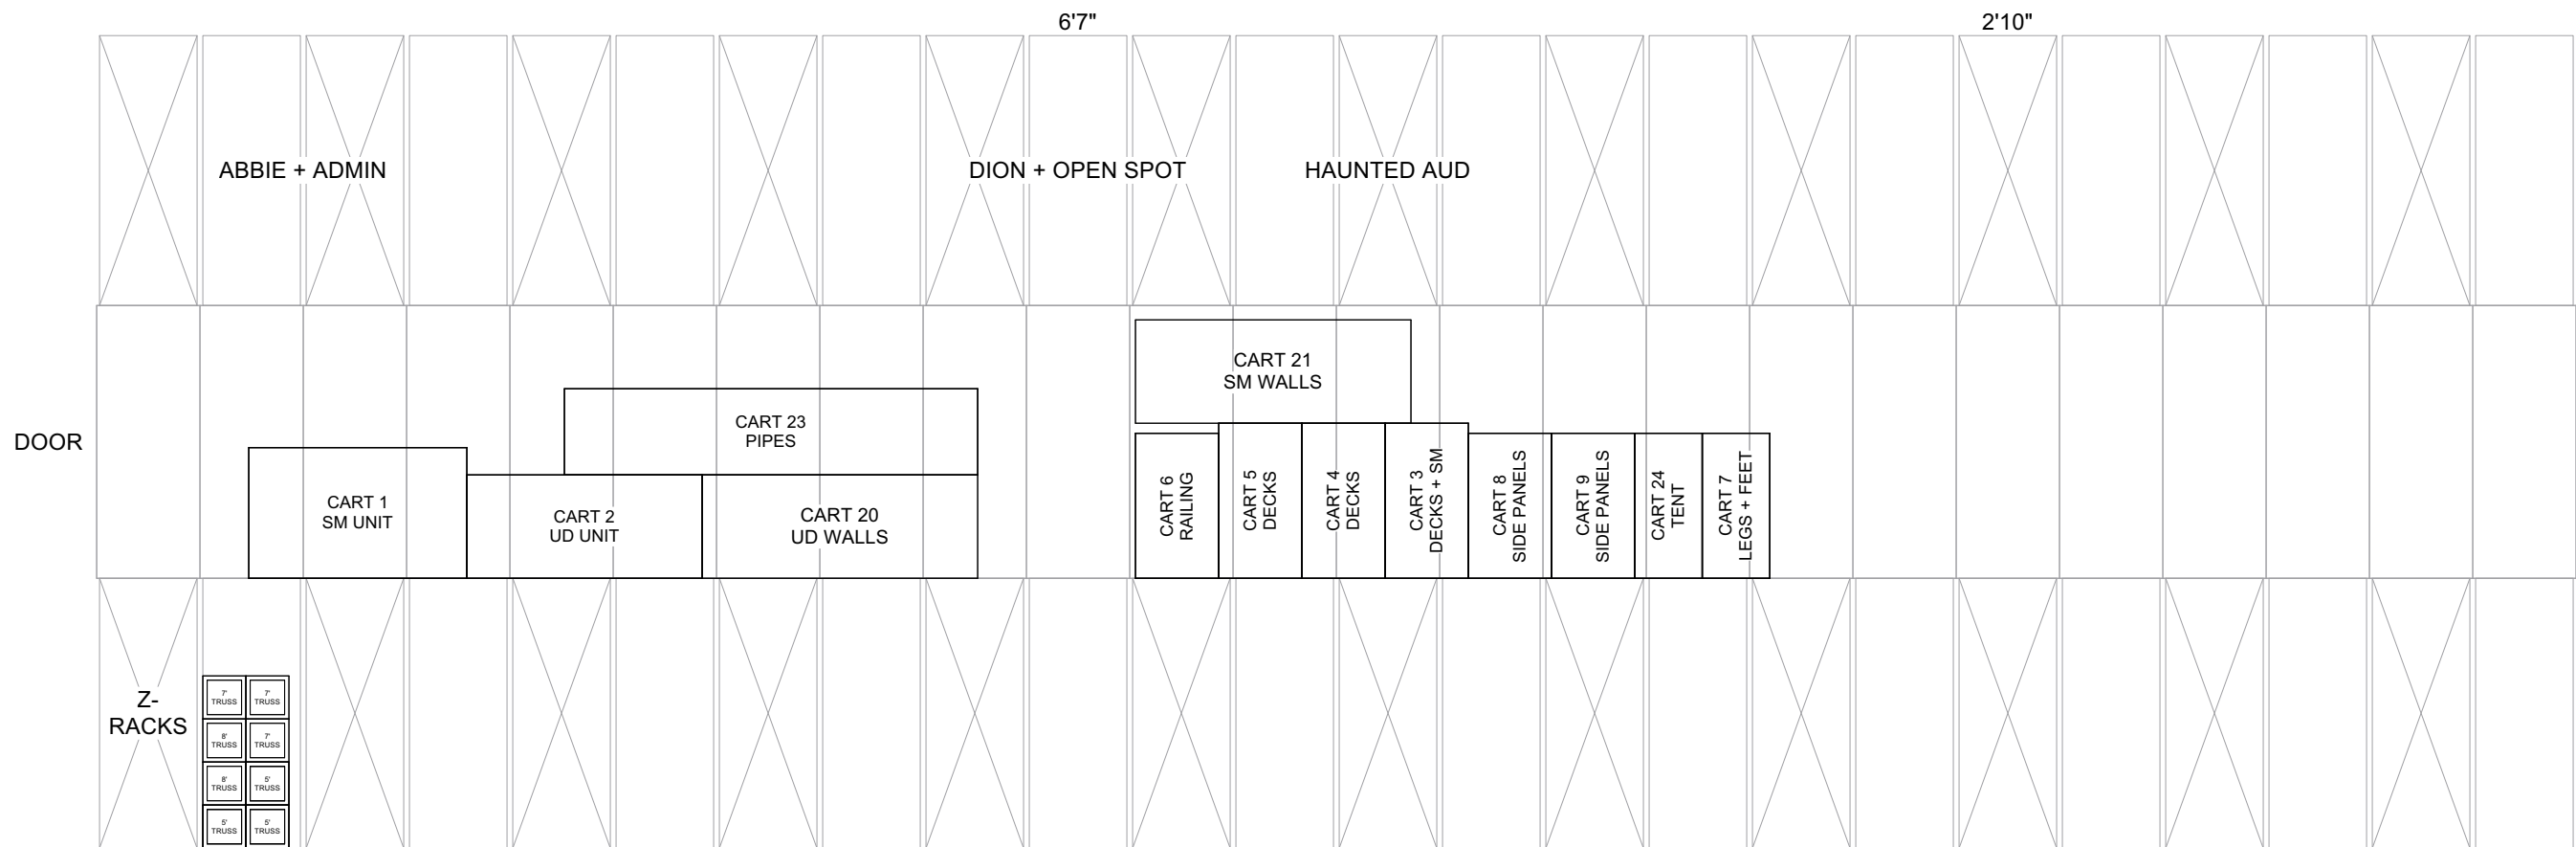 6'7"
2'10"
ABBIE + ADMIN
DION + OPEN SPOT
HAUNTED AUD
DOOR
CART 1
SM UNIT
CART 2
UD UNIT
CART 23
PIPES
CART 20
UD WALLS
CART 21
SM WALLS
CART 6
RAILING
CART 5
DECKS
CART 4
DECKS
CART 3
DECKS + SM
CART 8
SIDE PANELS
CART 9
SIDE PANELS
CART 24
TENT
CART 7
LEGS + FEET
Z-
RACKS
7'
TRUSS
7'
TRUSS
8'
TRUSS
7'
TRUSS
8'
TRUSS
5'
TRUSS
5'
TRUSS
5'
TRUSS